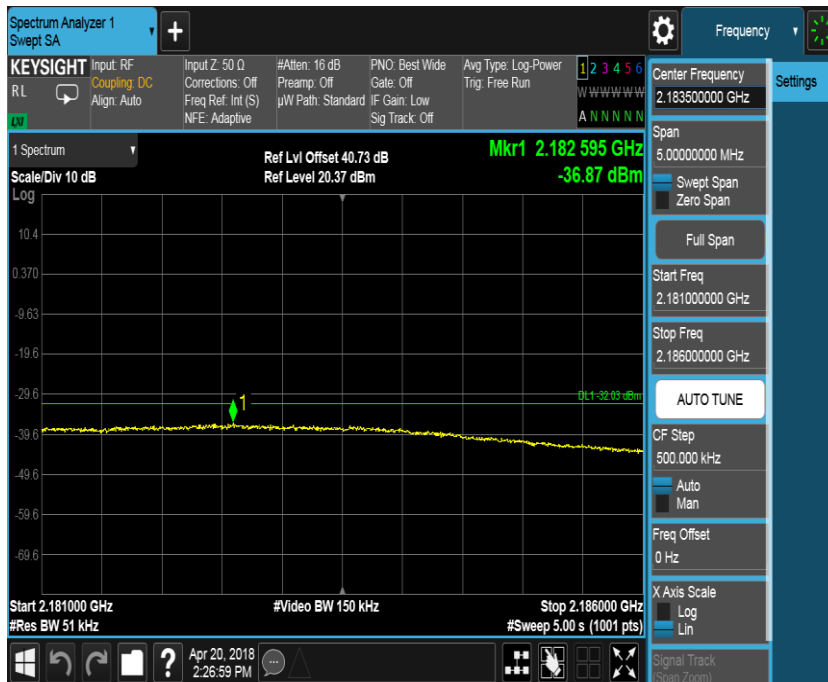 Spectrum Analyzer 1
Swept SA
+
Frequency
KEYSIGHT
RL
LXI
Input: RF
Coupling: DC
Align: Auto
Input Z: 50 Ω
Corrections: Off
Freq Ref: Int (S)
NFE: Adaptive
#Atten: 16 dB
Preamp: Off
µW Path: Standard
PNO: Best Wide
Gate: Off
IF Gain: Low
Sig Track: Off
Avg Type: Log-Power
Trig: Free Run
1 2 3 4 5 6
W W W W W W
A N N N N N
Center Frequency
2.183500000 GHz
Settings
Span
5.00000000 MHz
Swept Span
Zero Span
Full Span
Start Freq
2.181000000 GHz
Stop Freq
2.186000000 GHz
AUTO TUNE
CF Step
500.000 kHz
Auto
Man
Freq Offset
0 Hz
X Axis Scale
Log
Lin
Signal Track
(Span Zoom)
1 Spectrum
Scale/Div 10 dB
Log
Ref Lvl Offset 40.73 dB
Ref Level 20.37 dBm
Mkr1 2.182 595 GHz
-36.87 dBm
10.4
0.370
-9.63
-19.6
-29.6
-39.6
-49.6
-59.6
-69.6
1
DL1 -32.03 dBm
Start 2.181000 GHz
#Res BW 51 kHz
#Video BW 150 kHz
Stop 2.186000 GHz
#Sweep 5.00 s (1001 pts)
?
Apr 20, 2018
2:26:59 PM